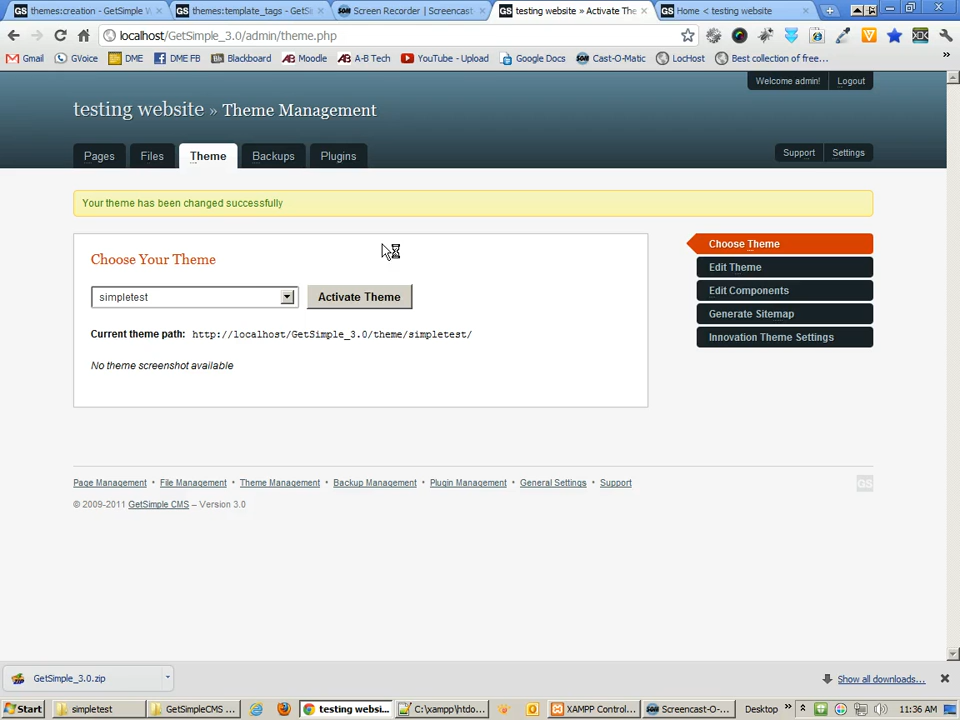 themes:creation - GetSimple
themes:template_tags - GetSi
Screen Recorder | Screencast
testing website » Activate The
Home < testing website
localhost/GetSimple_3.0/admin/theme.php
Gmail
GVoice
DME
DME FB
Blackboard
Moodle
A-B Tech
YouTube - Upload
Google Docs
Cast-O-Matic
LocHost
Best collection of free...
»
Welcome admin!
Logout
testing website » Theme Management
Pages
Files
Theme
Backups
Plugins
Support
Settings
Your theme has been changed successfully
Choose Your Theme
simpletest
Activate Theme
Current theme path: http://localhost/GetSimple_3.0/theme/simpletest/
No theme screenshot available
Choose Theme
Edit Theme
Edit Components
Generate Sitemap
Innovation Theme Settings
Page Management • File Management • Theme Management • Backup Management • Plugin Management • General Settings • Support
GS
© 2009-2011 GetSimple CMS – Version 3.0
GetSimple_3.0.zip
Show all downloads...
Start
simpletest
GetSimpleCMS ...
testing websi...
C:\xampp\htdo...
XAMPP Control...
Screencast-O-...
Desktop
»
11:36 AM